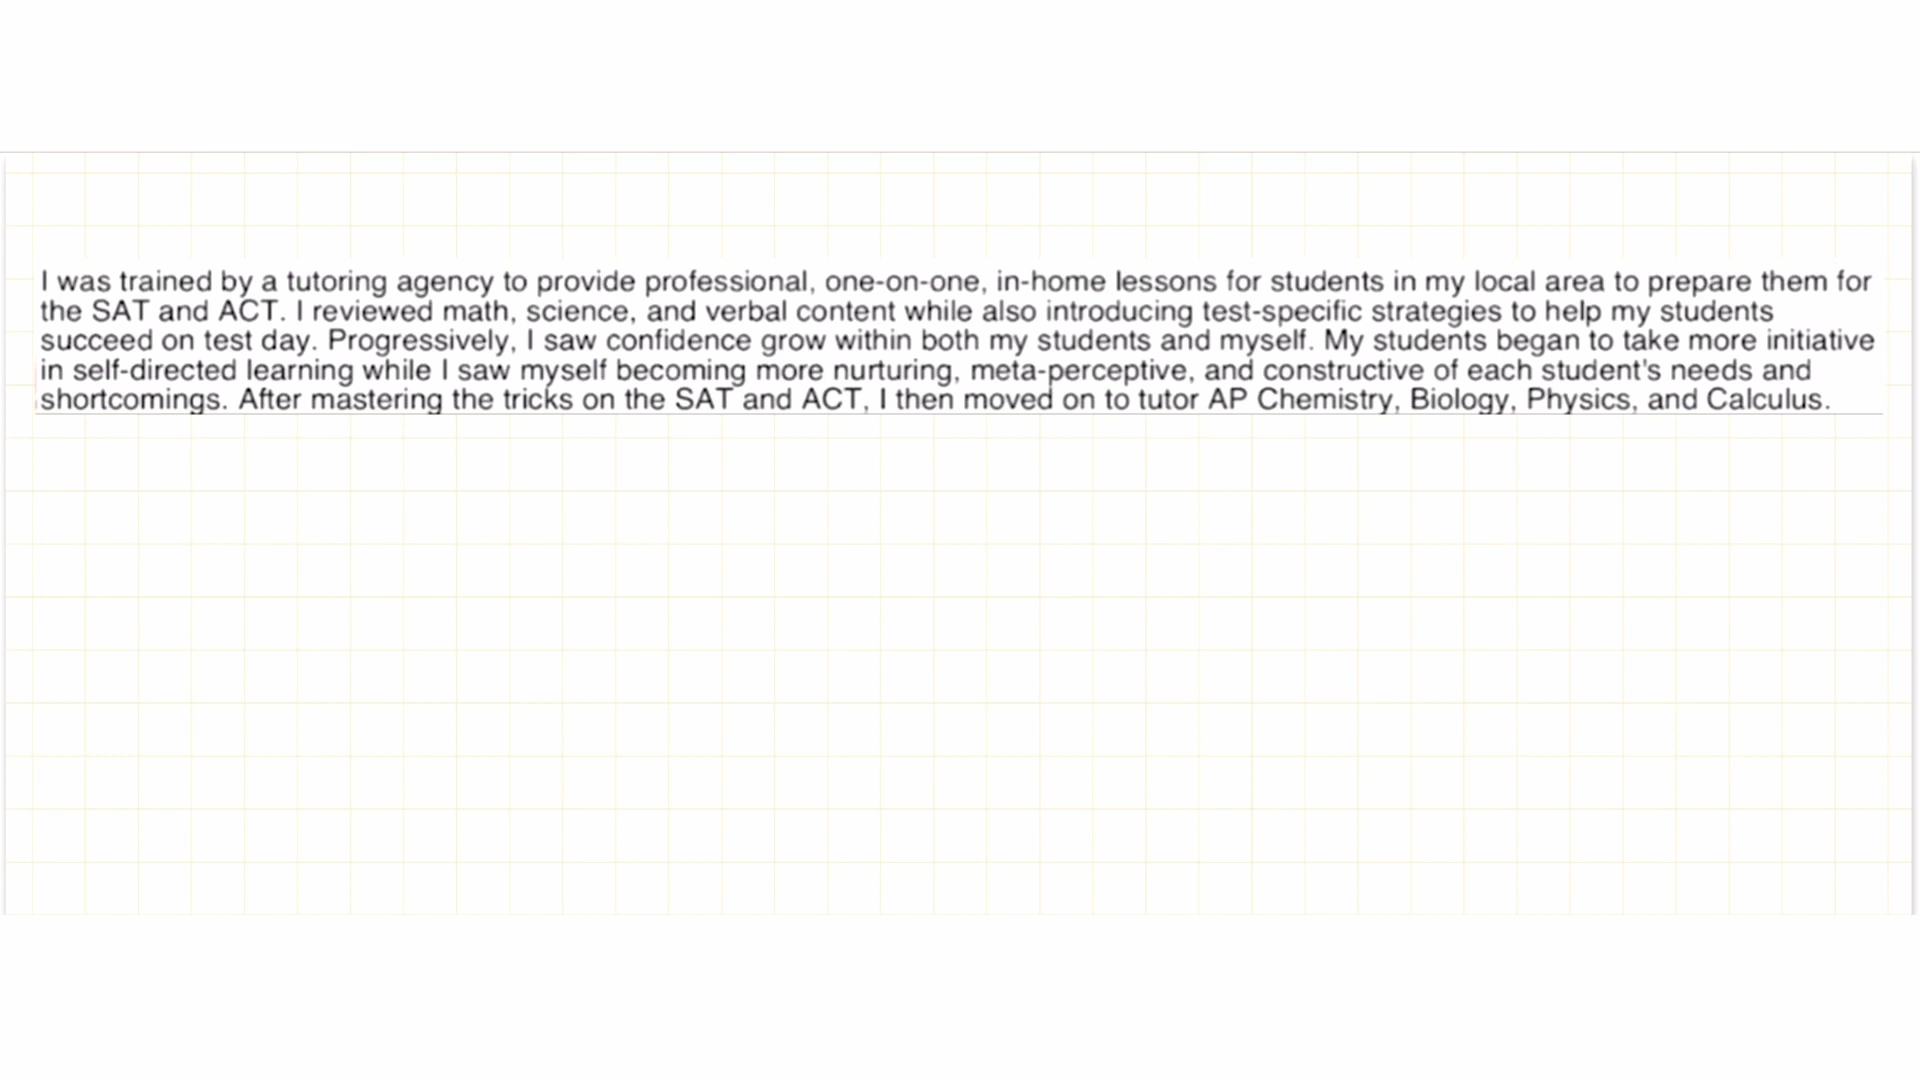 I was trained by a tutoring agency to provide professional, one-on-one, in-home lessons for students in my local area to prepare them for
the SAT and ACT. I reviewed math, science, and verbal content while also introducing test-specific strategies to help my students
succeed on test day. Progressively, I saw confidence grow within both my students and myself. My students began to take more initiative
in self-directed learning while I saw myself becoming more nurturing, meta-perceptive, and constructive of each student's needs and
shortcomings. After mastering the tricks on the SAT and ACT, I then moved on to tutor AP Chemistry, Biology, Physics, and Calculus.